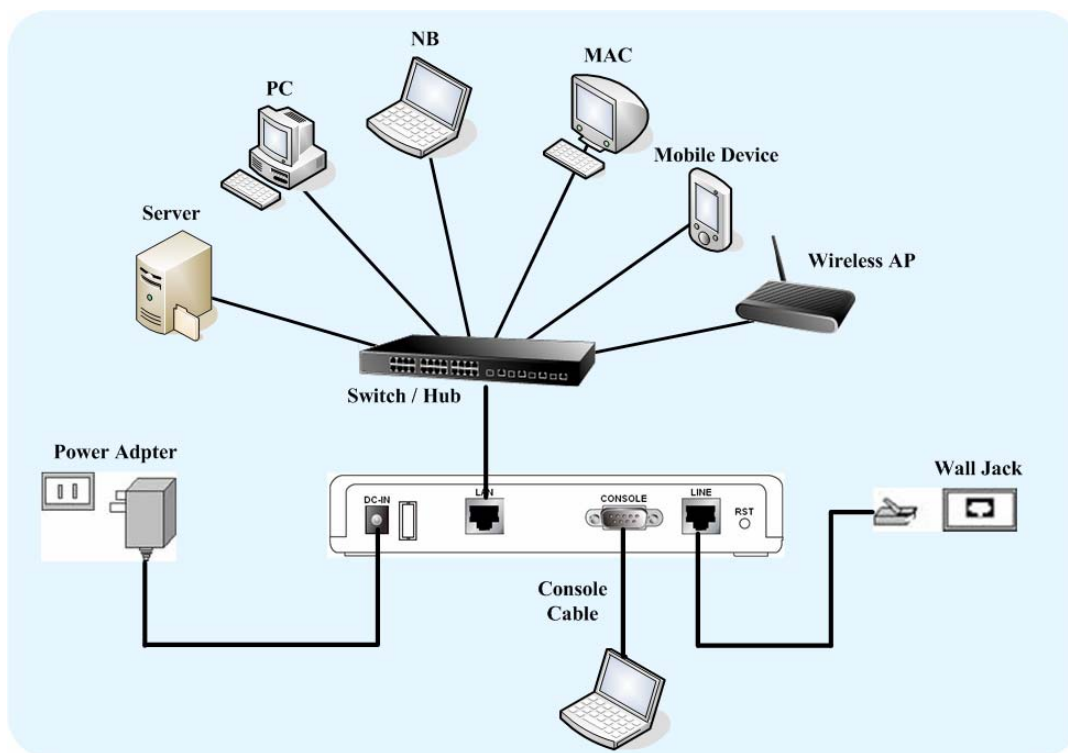 NB
MAC
PC
Mobile Device
Server
Wireless AP
Switch / Hub
Power Adpter
Wall Jack
DC-IN
LAN
CONSOLE
LINE
RST
Console
Cable